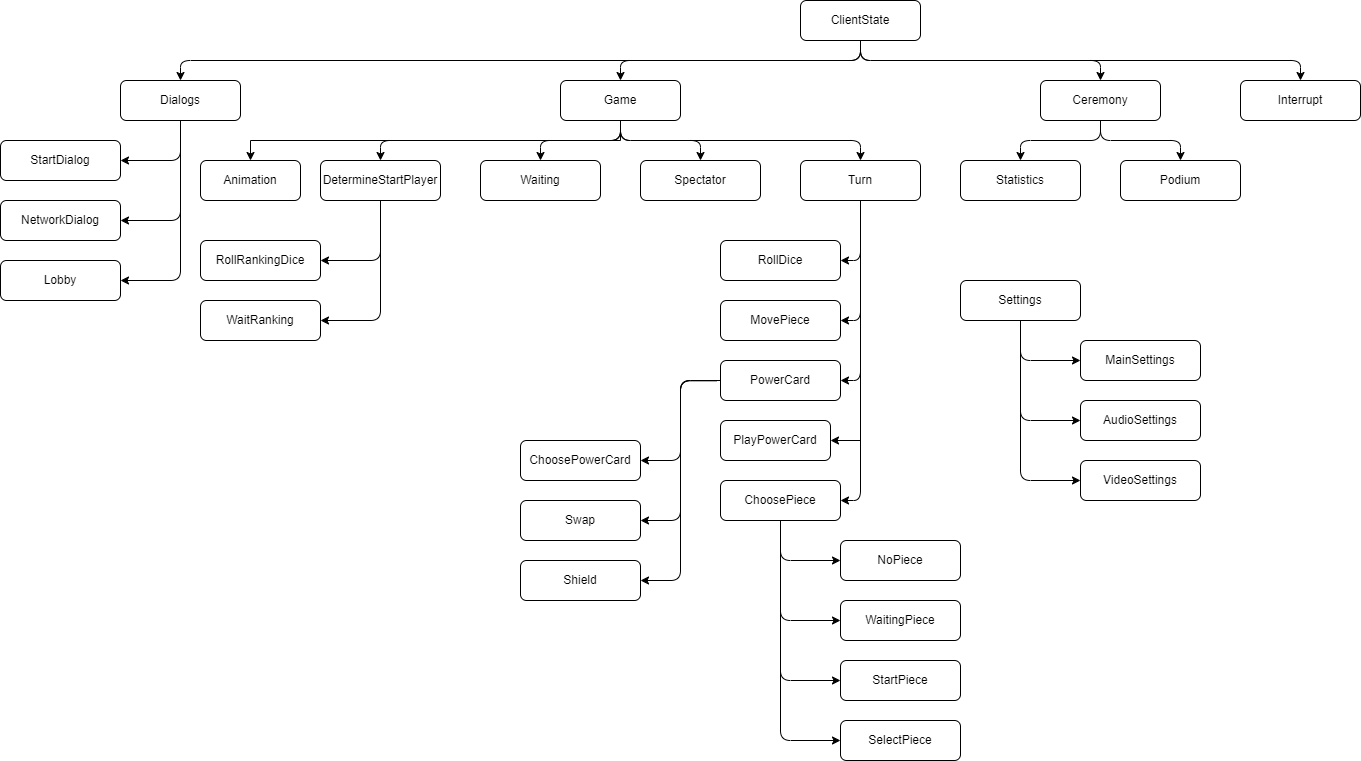 ClientState
Dialogs
Game
Ceremony
Interrupt
StartDialog
Animation
DetermineStartPlayer
Waiting
Spectator
Turn
Statistics
Podium
NetworkDialog
RollRankingDice
RollDice
Lobby
Settings
WaitRanking
MovePiece
MainSettings
PowerCard
AudioSettings
PlayPowerCard
ChoosePowerCard
VideoSettings
ChoosePiece
Swap
NoPiece
Shield
WaitingPiece
StartPiece
SelectPiece